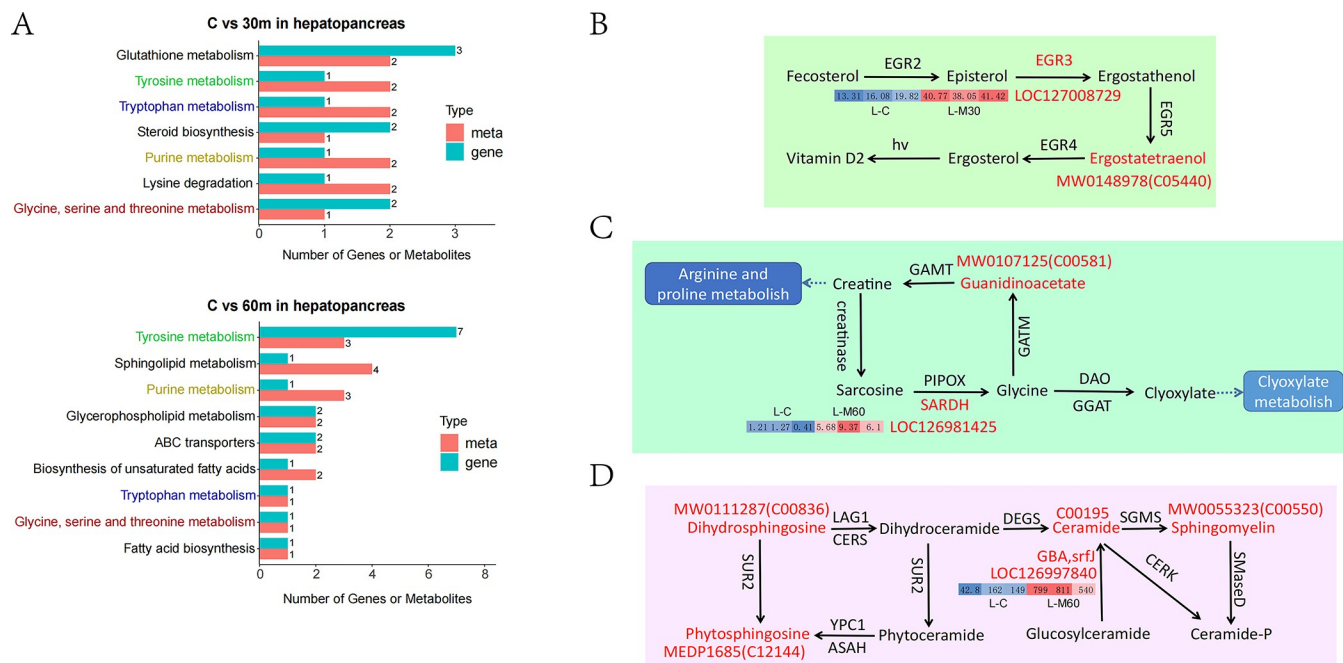 A
C vs 30m in hepatopancreas
Glutathione metabolism
3
2
Tyrosine metabolism
1
2
Tryptophan metabolism
1
2
Steroid biosynthesis
2
1
Purine metabolism
1
2
Lysine degradation
1
2
Glycine, serine and threonine metabolism
2
1
0 1 2 3
Number of Genes or Metabolites
Type
meta
gene
C vs 60m in hepatopancreas
Tyrosine metabolism
7
3
Sphingolipid metabolism
1
4
Purine metabolism
1
3
Glycerophospholipid metabolism
2
2
ABC transporters
2
2
Biosynthesis of unsaturated fatty acids
1
2
Tryptophan metabolism
1
1
Glycine, serine and threonine metabolism
1
1
Fatty acid biosynthesis
1
1
0 2 4 6 8
Number of Genes or Metabolites
Type
meta
gene
B
Fecosterol EGR2 Episterol EGR3 Ergostathenol
13.31 16.08 19.82 40.77 38.05 41.42 LOC127008729
L-C L-M30
EGR5
Vitamin D2 hv Ergosterol EGR4 Ergostatetraenol
MW0148978(C05440)
C
MW0107125(C00581)
Arginine and
proline metabolish
Creatine GAMT Guanidinoacetate
creatinase
GATM
Sarcosine PIPOX Glycine DAO Clyoxylate
SARDH GGAT
Clyoxylate
metabolish
L-C L-M60
1.21 1.27 0.41 5.68 9.37 6.1 LOC126981425
D
MW0111287(C00836) C00195 MW0055323(C00550)
Dihydrosphingosine LAG1 Dihydroceramide DEGS Ceramide SGMS Sphingomyelin
CERS
SUR2 SUR2 GBA,srfJ CERK SMaseD
LOC126997840
42.8 162 149 799 811 540
L-C L-M60
Phytosphingosine YPC1 Phytoceramide Glucosylceramide Ceramide-P
MEDP1685(C12144) ASAH